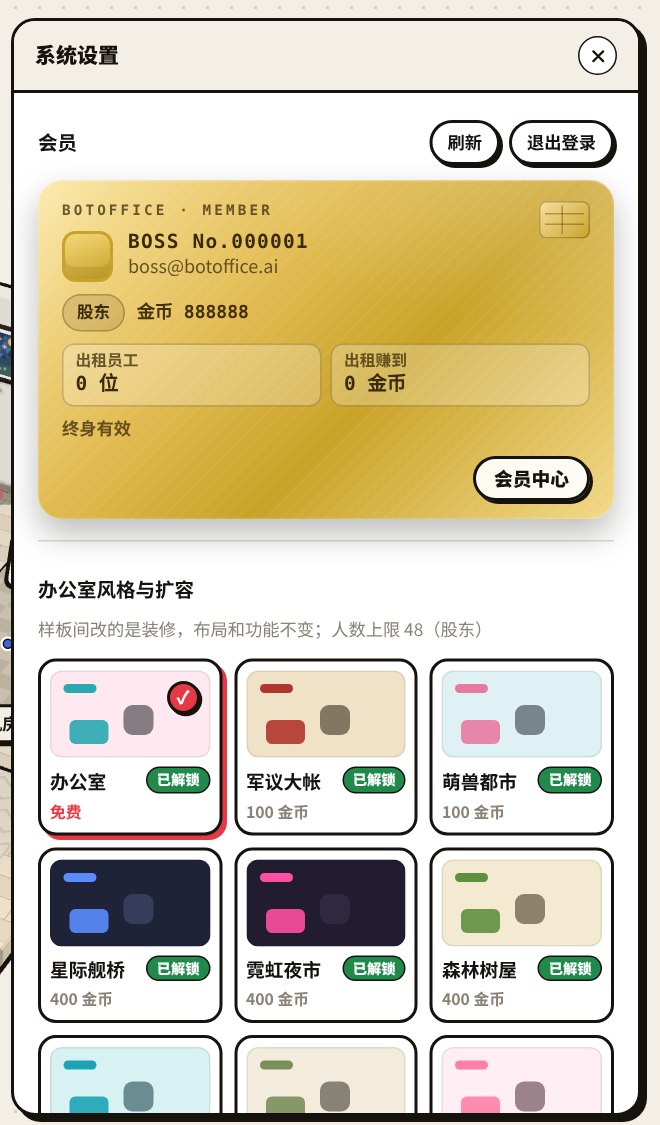 系统设置
会员
刷新
退出登录
BOTOFFICE · MEMBER
BOSS No.000001
boss@botoffice.ai
股东 金币 888888
出租员工
0 位
出租赚到
0 金币
终身有效
会员中心
办公室风格与扩容
样板间改的是装修，布局和功能不变；人数上限 48（股东）
办公室 已解锁
免费
军议大帐 已解锁
100 金币
萌兽都市 已解锁
100 金币
星际舰桥 已解锁
400 金币
霓虹夜市 已解锁
400 金币
森林树屋 已解锁
400 金币